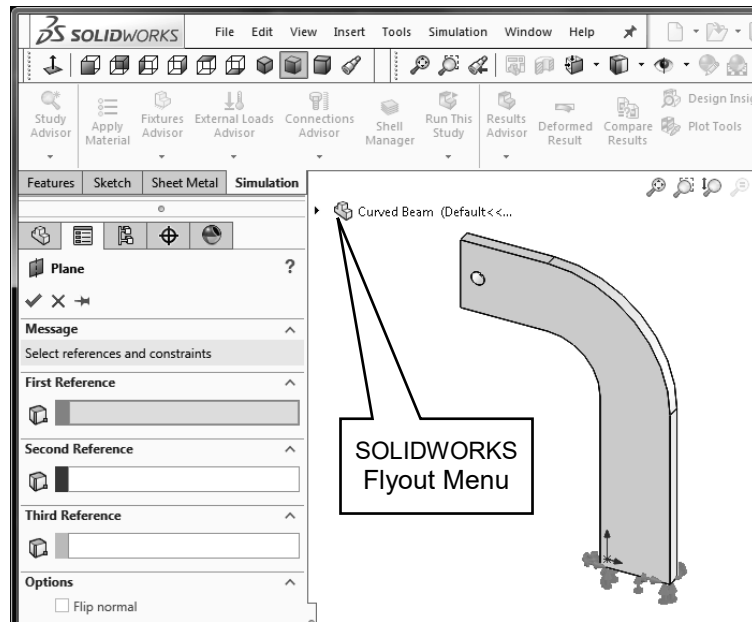 SOLIDWORKS File Edit View Insert Tools Simulation Window Help
Study Advisor
Apply Material
Fixtures Advisor
External Loads Advisor
Connections Advisor
Shell Manager
Run This Study
Results Advisor
Deformed Result
Compare Results
Design Insig
Plot Tools
Features Sketch Sheet Metal Simulation
Curved Beam (Default<<...
Plane ?
Message
Select references and constraints
First Reference
Second Reference
Third Reference
Options
Flip normal
SOLIDWORKS
Flyout Menu